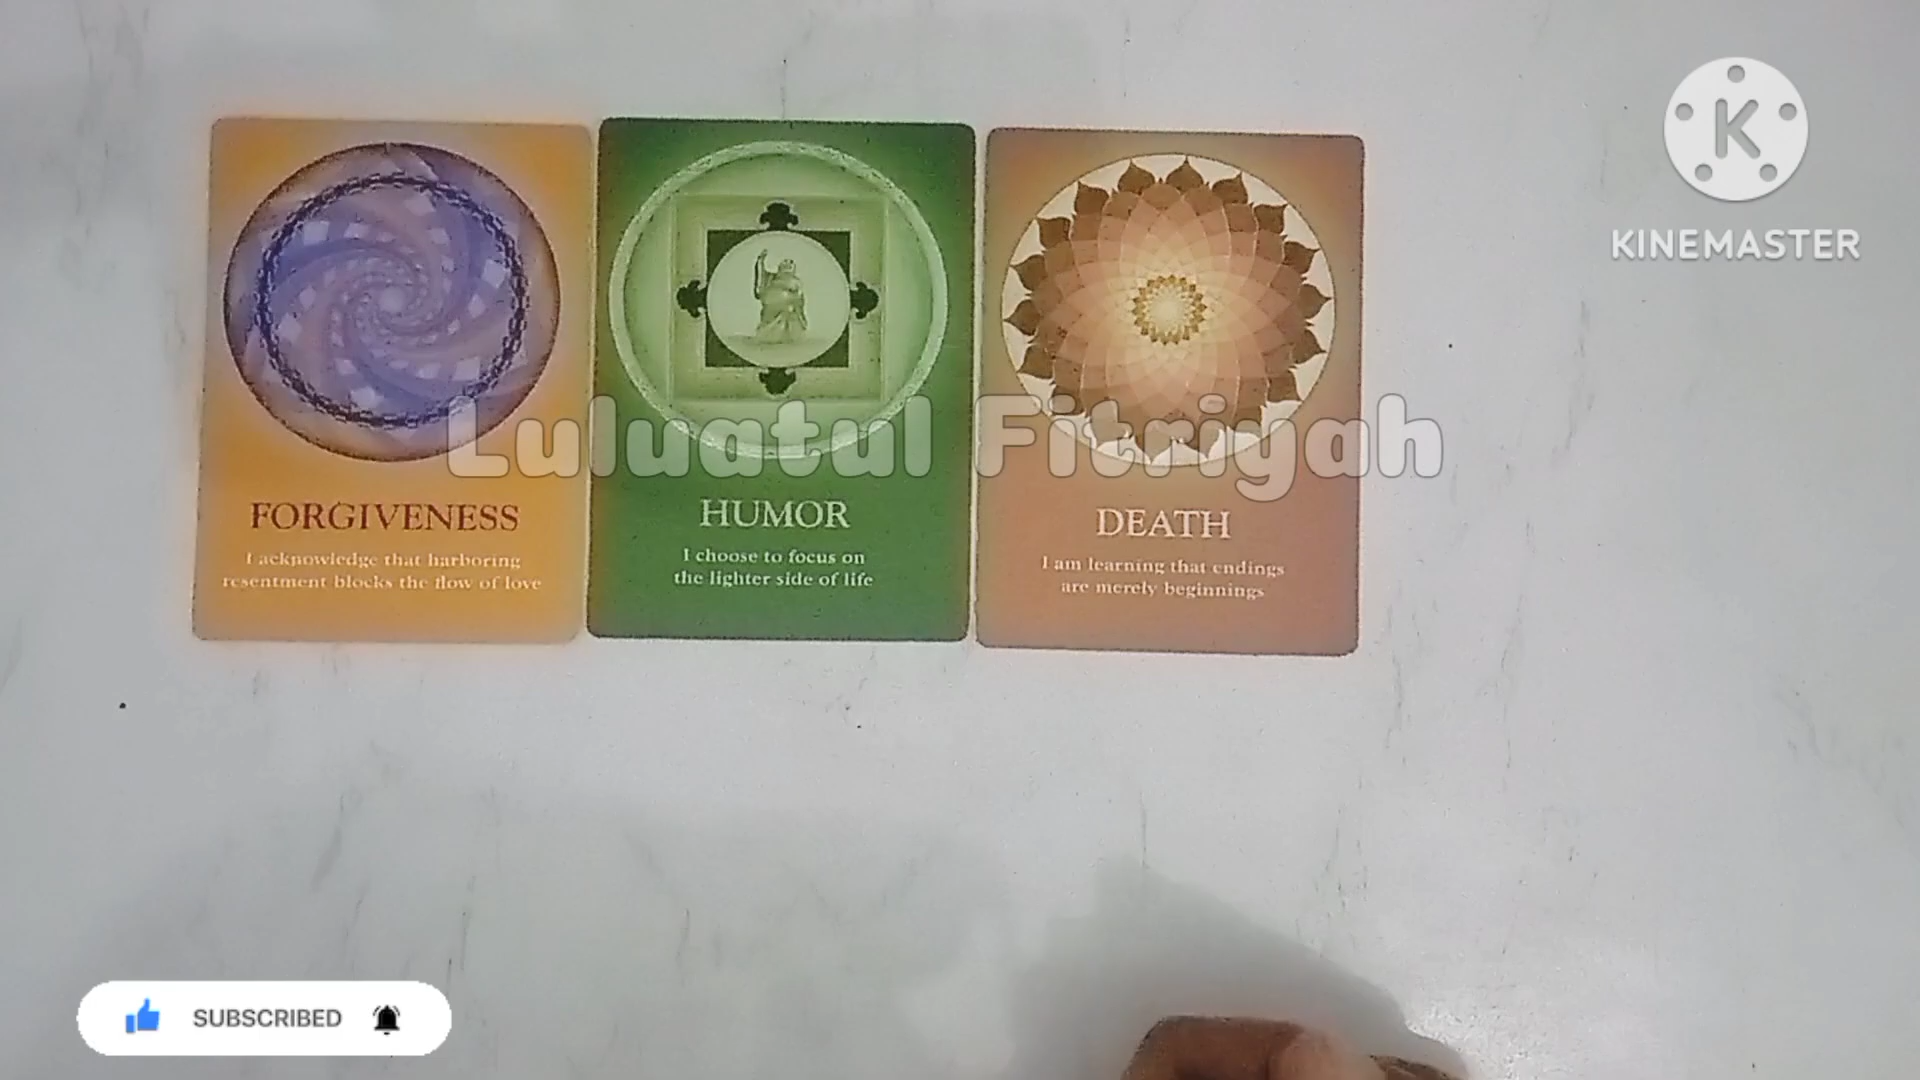 K
KINEMASTER
Luluatul Fitriyah
FORGIVENESS
I acknowledge that harboring
resentment blocks the flow of love
HUMOR
I choose to focus on
the lighter side of life
DEATH
I am learning that endings
are merely beginnings
SUBSCRIBED